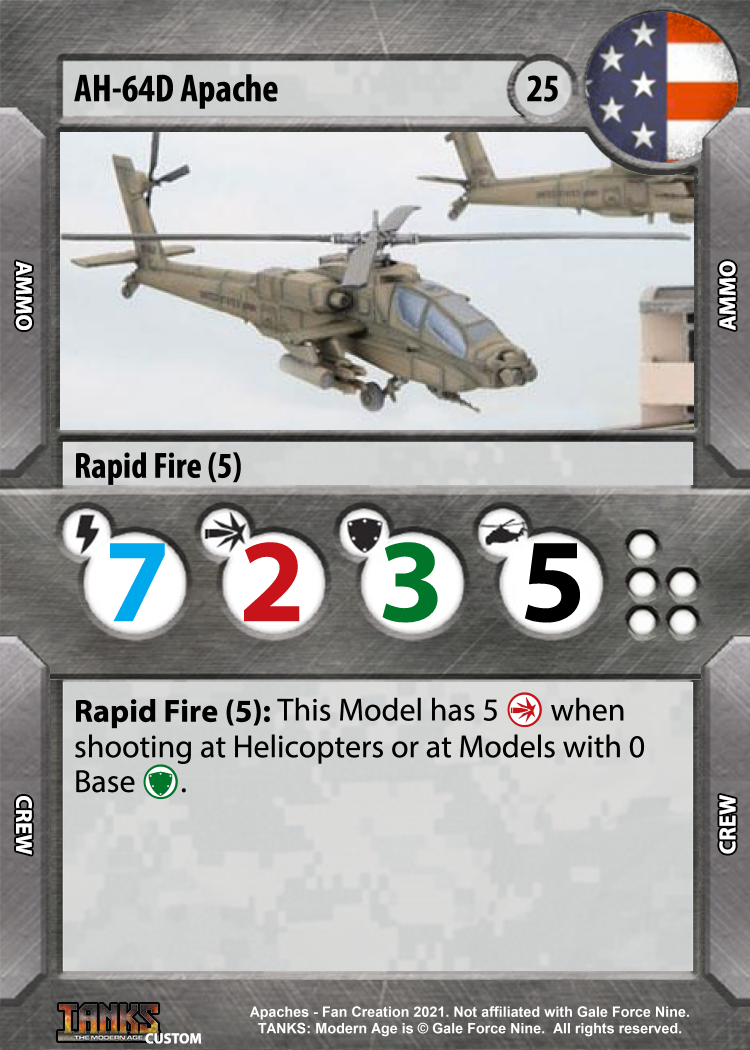 AH-64D Apache
25
AMMO
AMMO
Rapid Fire (5)
7 2 3 5
Rapid Fire (5): This Model has 5 when
shooting at Helicopters or at Models with 0
Base .
CREW
CREW
TANKS
THE MODERN AGE
CUSTOM
Apaches - Fan Creation 2021. Not affiliated with Gale Force Nine.
TANKS: Modern Age is © Gale Force Nine. All rights reserved.